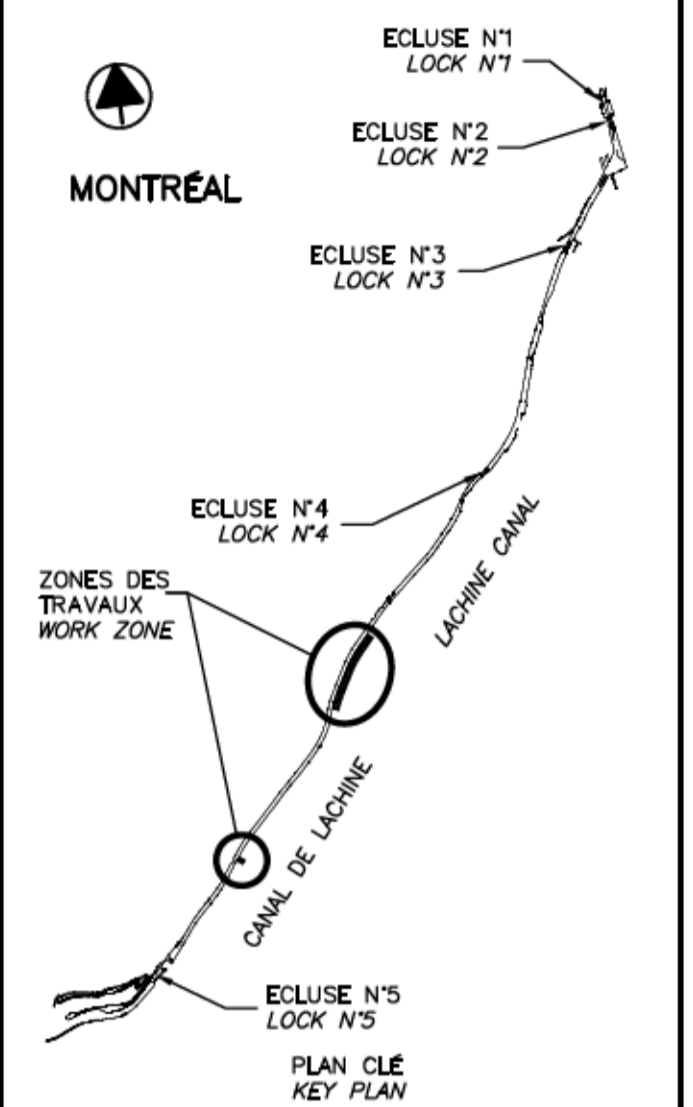 ECLUSE N°1
LOCK N°1
ECLUSE N°2
LOCK N°2
MONTRÉAL
ECLUSE N°3
LOCK N°3
ECLUSE N°4
LOCK N°4
LACHINE CANAL
ZONES DES
TRAVAUX
WORK ZONE
CANAL DE LACHINE
ECLUSE N°5
LOCK N°5
PLAN CLÉ
KEY PLAN